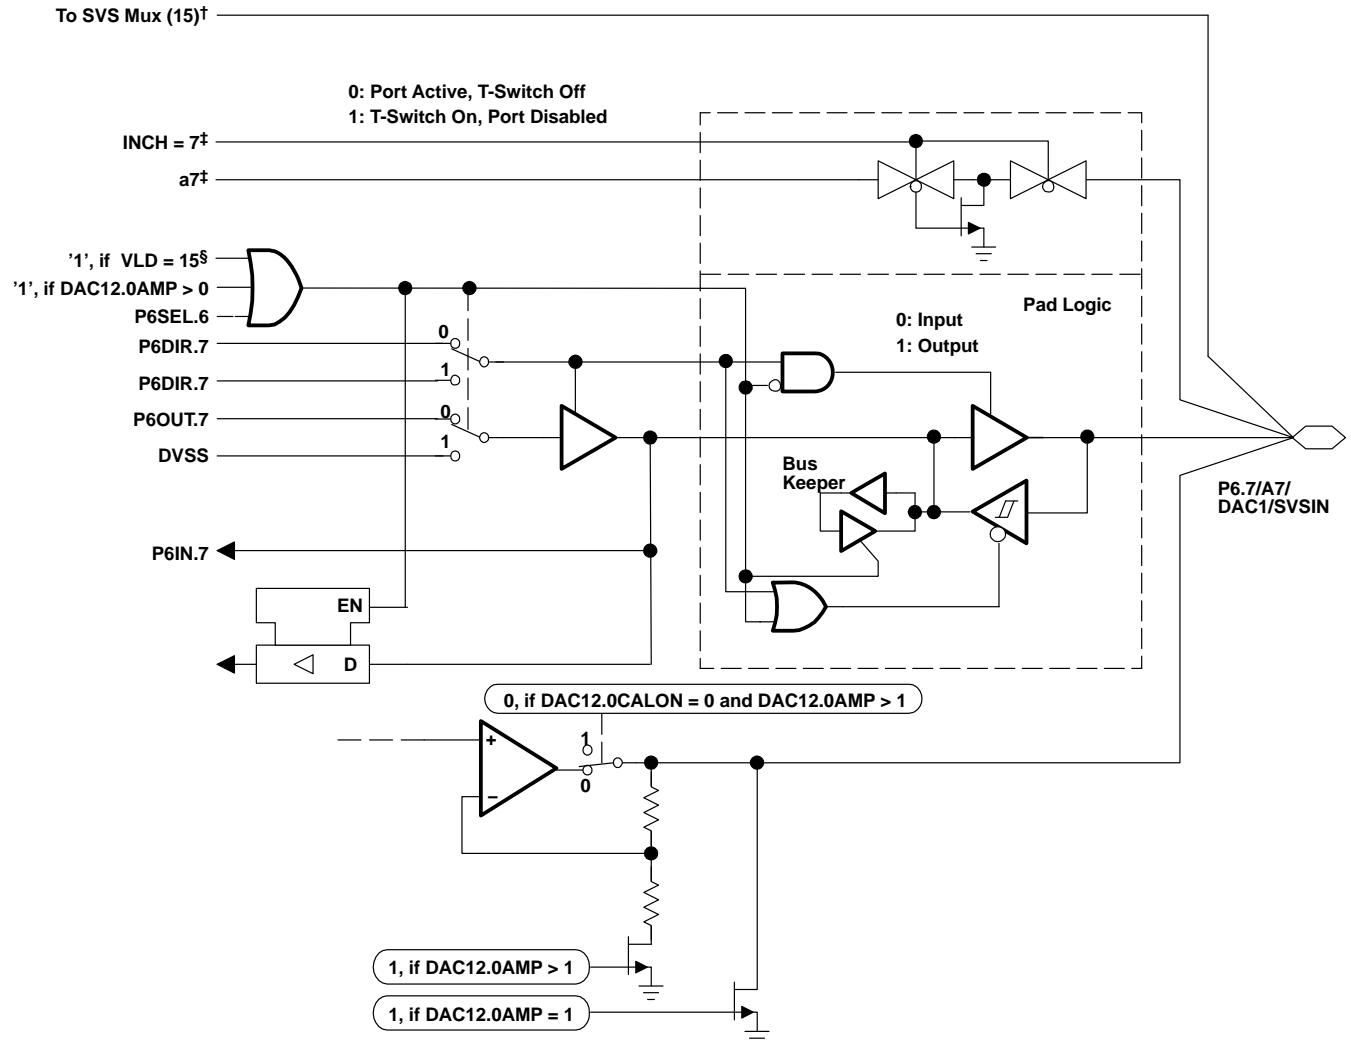 To SVS Mux (15)†
0: Port Active, T-Switch Off
1: T-Switch On, Port Disabled
INCH = 7‡
a7‡
’1’, if VLD = 15§
’1’, if DAC12.0AMP > 0
P6SEL.6
P6DIR.7
0
P6DIR.7
1
P6OUT.7
0
DVSS
1
Pad Logic
0: Input
1: Output
Bus
Keeper
P6.7/A7/
DAC1/SVSIN
P6IN.7
EN
D
0, if DAC12.0CALON = 0 and DAC12.0AMP > 1
+
−
1
0
1, if DAC12.0AMP > 1
1, if DAC12.0AMP = 1